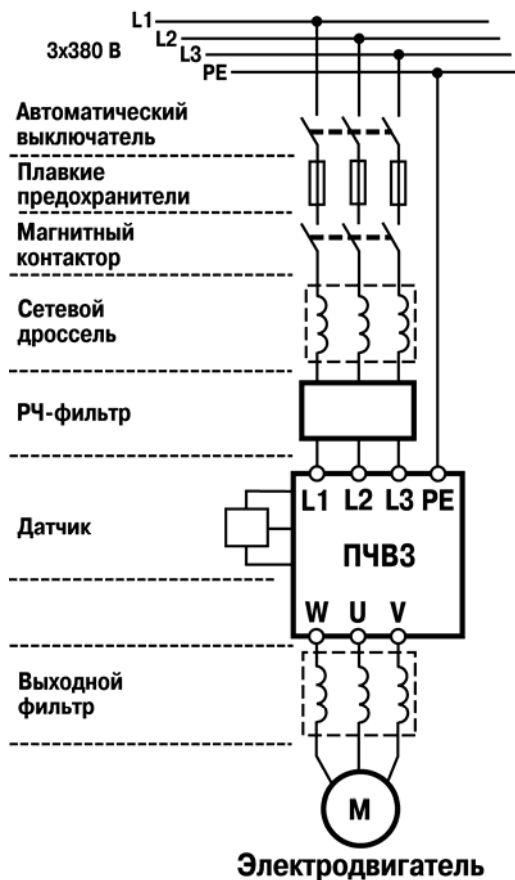 L1
L2
3х380 В
L3
PE
Автоматический
выключатель
Плавкие
предохранители
Магнитный
контактор
Сетевой
дроссель
РЧ-фильтр
L1 L2 L3 PE
Датчик
ПЧВ3
W U V
Выходной
фильтр
М
Электродвигатель